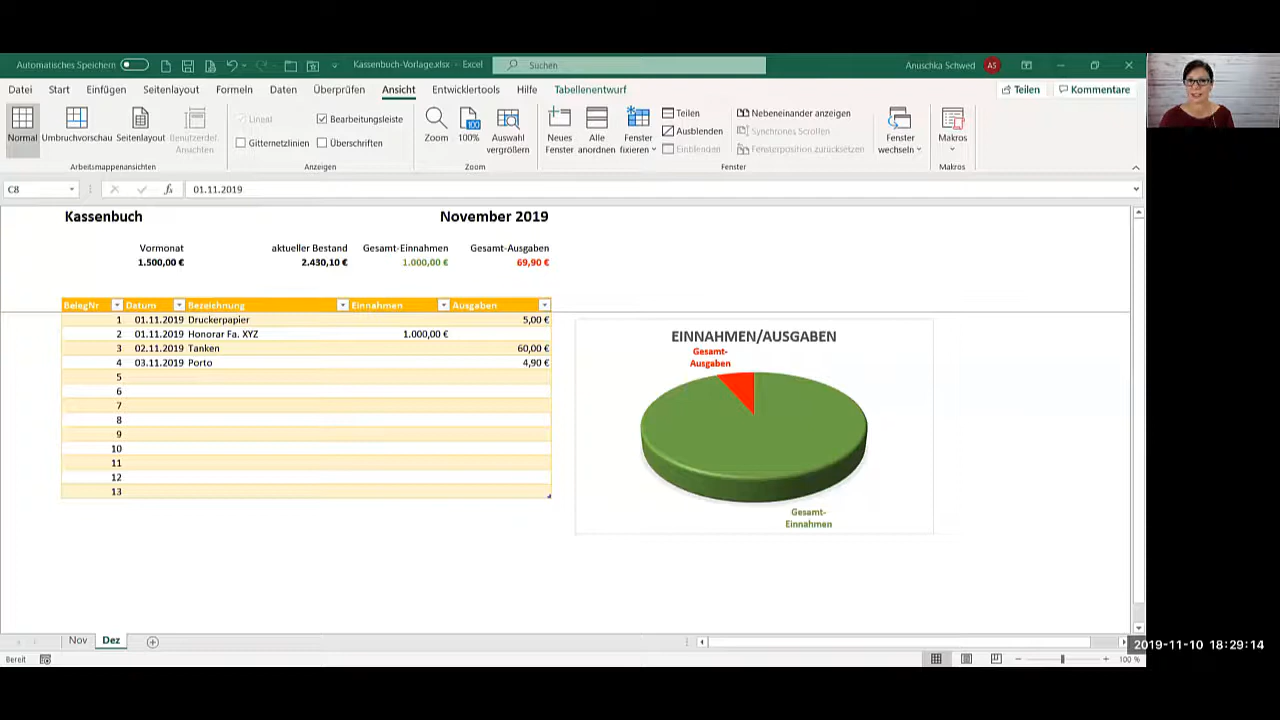 Automatisches Speichern Kassenbuch-Vorlage.xlsx - Excel Suchen Anuschka Schwed AS
Datei Start Einfügen Seitenlayout Formeln Daten Überprüfen Ansicht Entwicklertools Hilfe Tabellenentwurf Teilen Kommentare
Normal Umbruchvorschau Seitenlayout Benutzerdef. Ansichten
Lineal Bearbeitungsleiste
Gitternetzlinien Überschriften
Zoom 100% Auswahl vergrößern
Neues Fenster Alle anordnen Fenster fixieren
Teilen
Ausblenden
Einblenden
Nebeneinander anzeigen
Synchrones Scrollen
Fensterposition zurücksetzen
Fenster wechseln Makros
Arbeitsmappenansichten Anzeigen Zoom Fenster Makros
C8 fx 01.11.2019
Kassenbuch November 2019
Vormonat aktueller Bestand Gesamt-Einnahmen Gesamt-Ausgaben
1.500,00 € 2.430,10 € 1.000,00 € 69,90 €
BelegNr Datum Bezeichnung Einnahmen Ausgaben
1 01.11.2019 Druckerpapier 5,00 €
2 01.11.2019 Honorar Fa. XYZ 1.000,00 €
3 02.11.2019 Tanken 60,00 €
4 03.11.2019 Porto 4,90 €
5
6
7
8
9
10
11
12
13
EINNAHMEN/AUSGABEN
Gesamt-
Ausgaben
Gesamt-
Einnahmen
Nov Dez
2019-11-10 18:29:14
Bereit 100 %